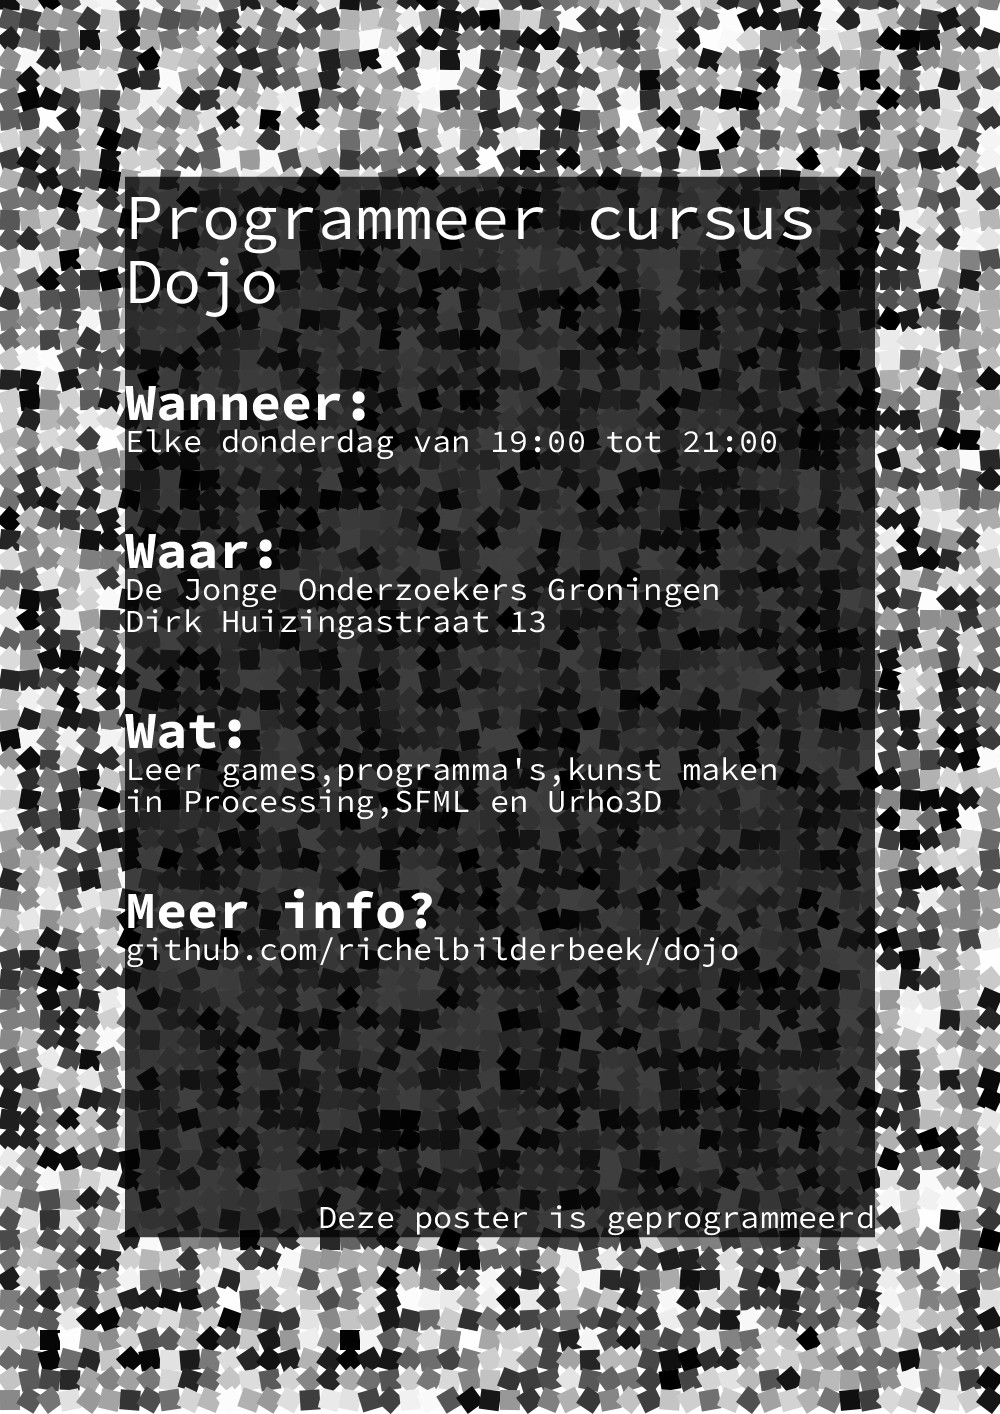 Programmeer cursus
Dojo
Wanneer:
Elke donderdag van 19:00 tot 21:00
Waar:
De Jonge Onderzoekers Groningen
Dirk Huizingastraat 13
Wat:
Leer games,programma's,kunst maken
in Processing,SFML en Urho3D
Meer info?
github.com/richelbilderbeek/dojo
Deze poster is geprogrammeerd